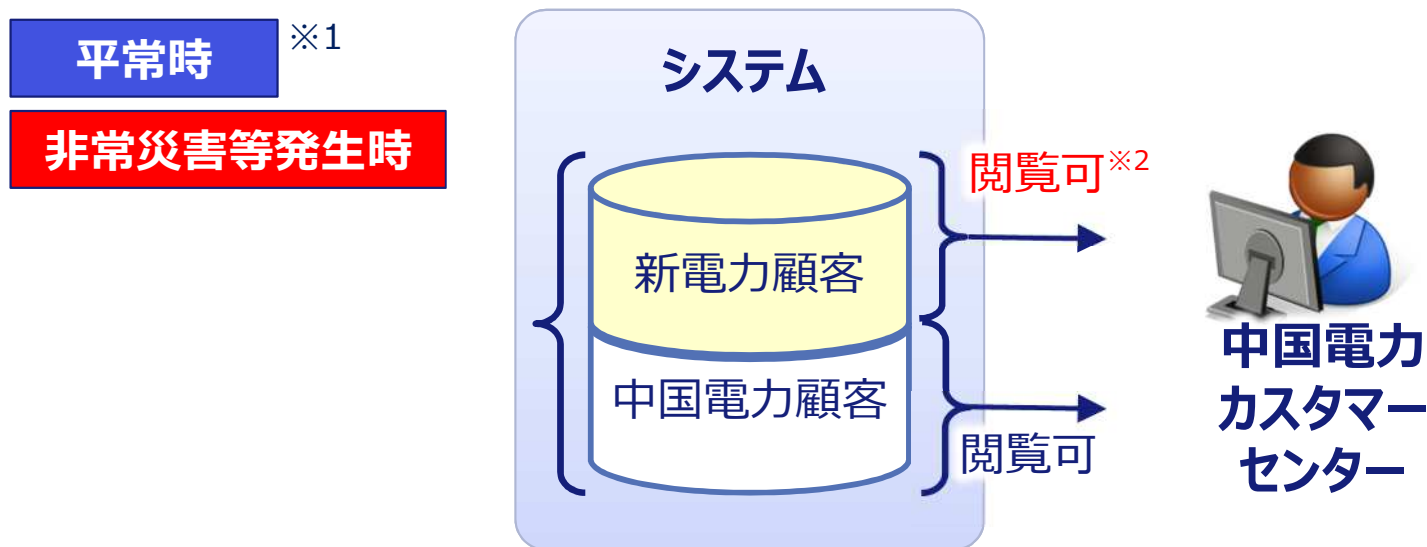 平常時 ※1
非常災害等発生時
システム
新電力顧客
中国電力顧客
閲覧可※2
閲覧可
中国電力
カスタマー
センター